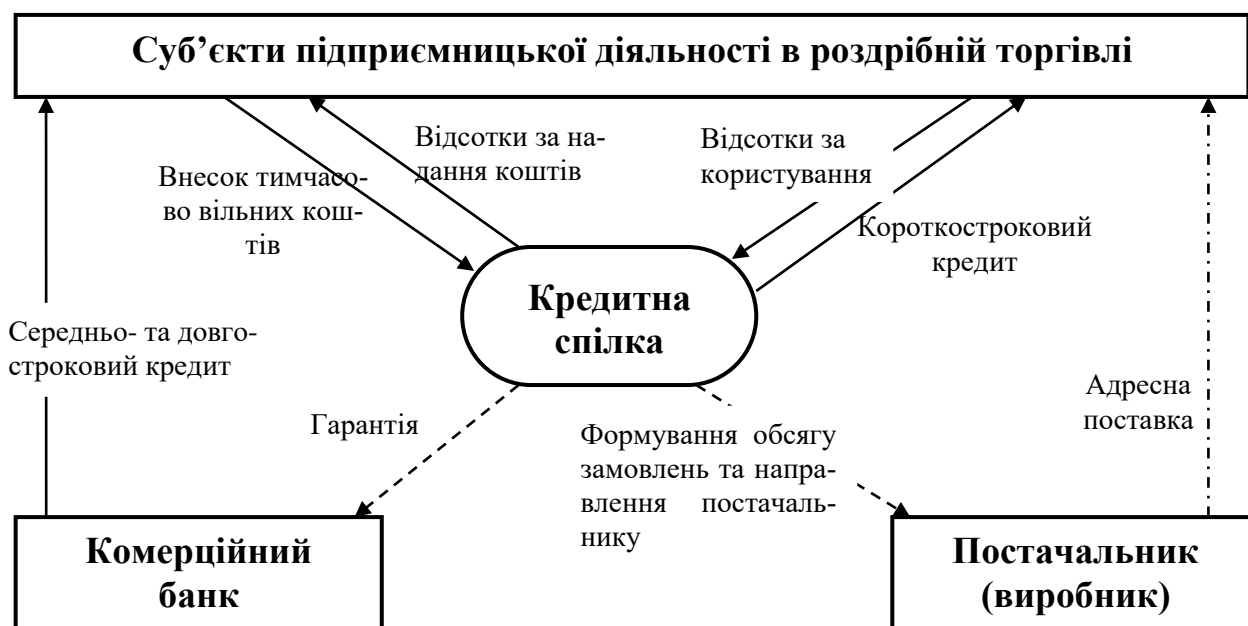 Суб’єкти підприємницької діяльності в роздрібній торгівлі
Відсотки за на-
дання коштів
Відсотки за
користування
Внесок тимчасо-
во вільних кош-
тів
Короткостроковий
кредит
Кредитна
спілка
Середньо- та довго-
строковий кредит
Гарантія
Формування обсягу
замовлень та направ-
влення постачаль-
нику
Адресна
поставка
Комерційний
банк
Постачальник
(виробник)